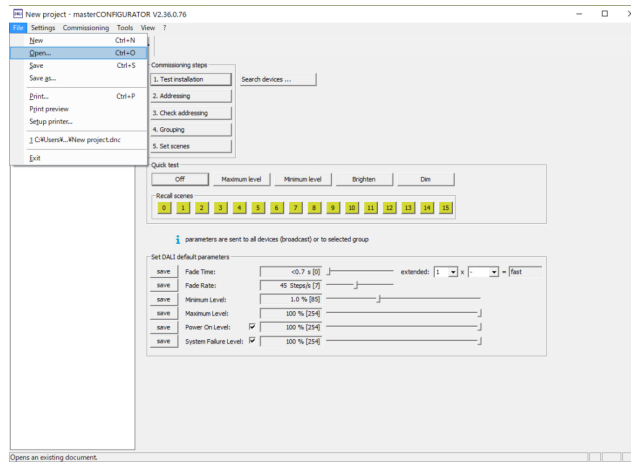 New project - masterCONFIGURATOR V2.36.0.76
File Settings Commissioning Tools View ?
New Ctrl+N
Open... Ctrl+O
Save Ctrl+S
Save as...
Print... Ctrl+P
Print preview
Setup printer...
1 C:¥Users¥...¥New project.dnc
Exit
Commissioning steps
1. Test installation Search devices ...
2. Addressing
3. Check addressing
4. Grouping
5. Set scenes
Quick test
Off Maximum level Minimum level Brighten Dim
Recall scenes
0 1 2 3 4 5 6 7 8 9 10 11 12 13 14 15
i parameters are sent to all devices (broadcast) or to selected group
Set DALI default parameters
save Fade Time: <0.7 s [0] extended: 1 x - = fast
save Fade Rate: 45 Steps/s [7]
save Minimum Level: 1.0 % [85]
save Maximum Level: 100 % [254]
save Power On Level: 100 % [254]
save System Failure Level: 100 % [254]
Opens an existing document.